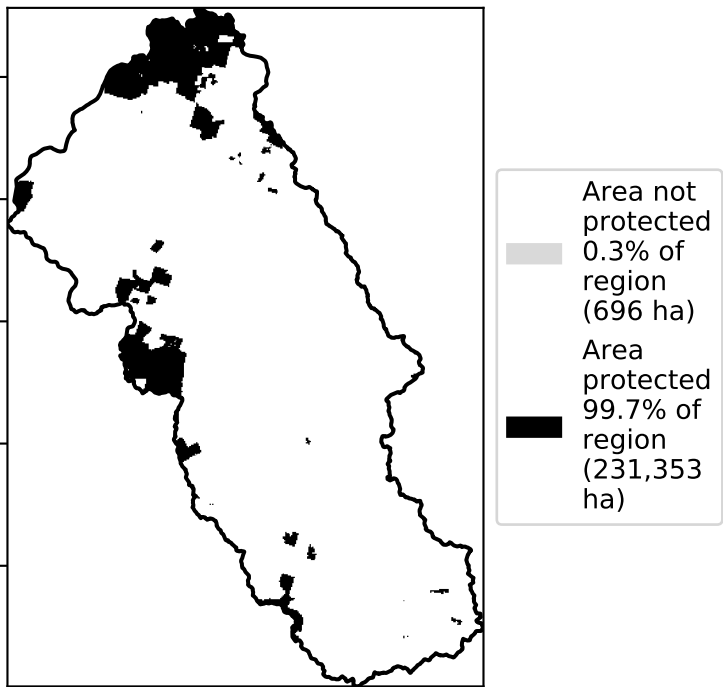 Area not
protected
0.3% of
region
(696 ha)
Area
protected
99.7% of
region
(231,353
ha)